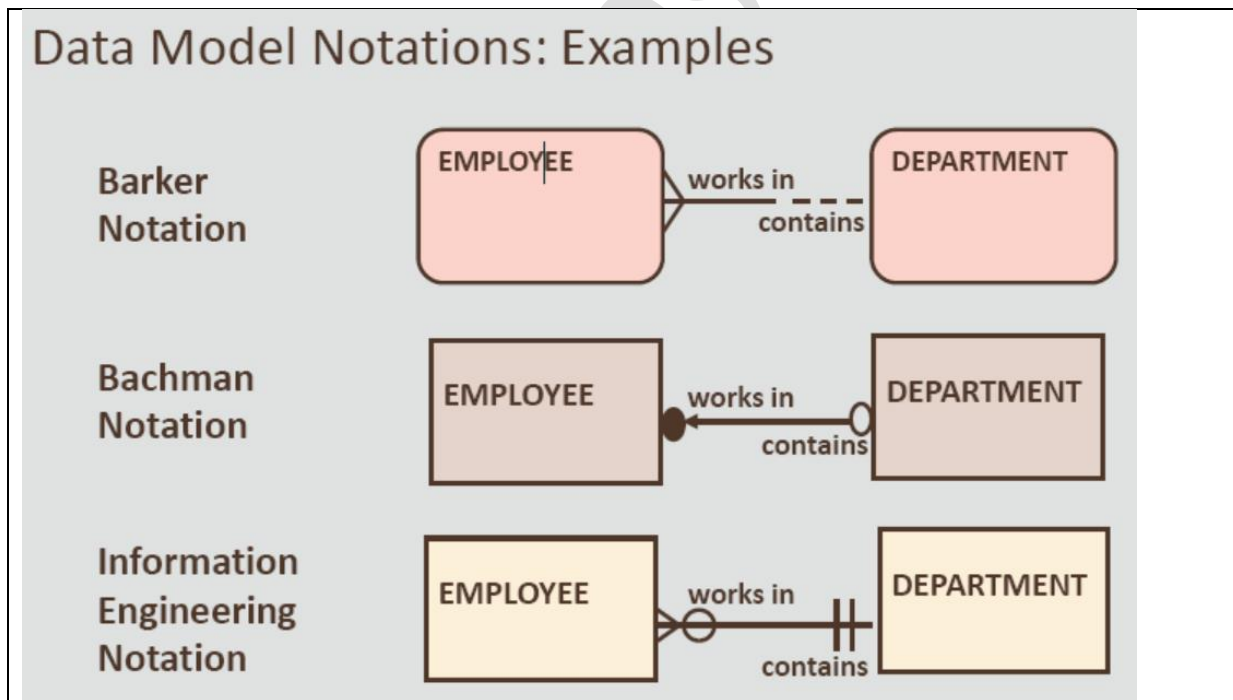 Data Model Notations: Examples
Barker
Notation
EMPLOYEE
works in
contains
DEPARTMENT
Bachman
Notation
EMPLOYEE
works in
contains
DEPARTMENT
Information
Engineering
Notation
EMPLOYEE
works in
contains
DEPARTMENT